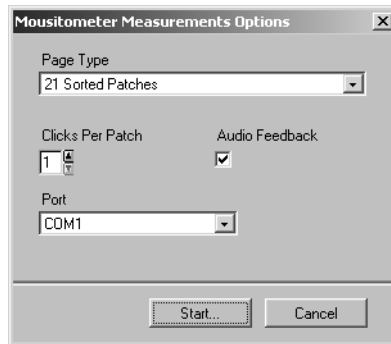 Mousitometer Measurements Options
Page Type
21 Sorted Patches
Clicks Per Patch Audio Feedback
1
Port
COM1
Start... Cancel